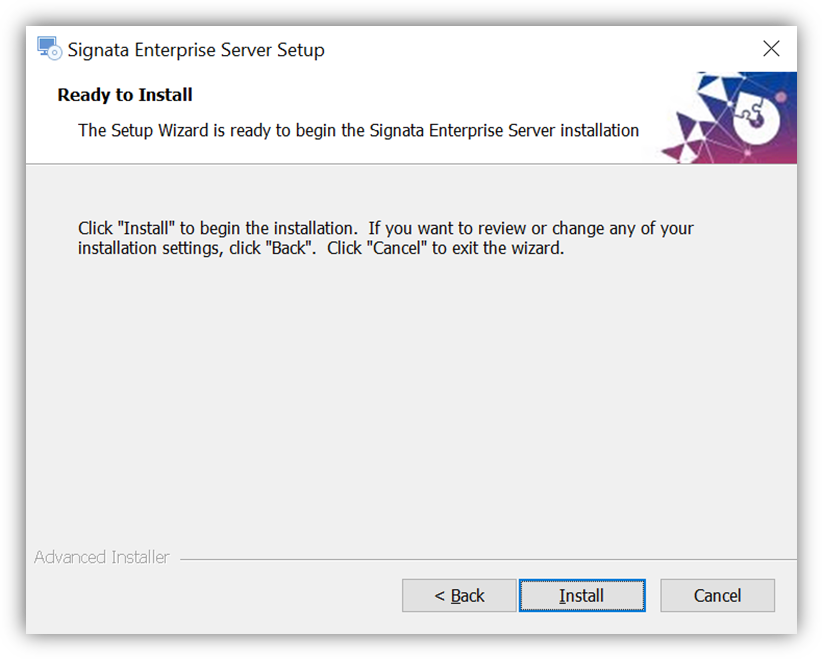 Signata Enterprise Server Setup
Ready to Install
The Setup Wizard is ready to begin the Signata Enterprise Server installation
Click "Install" to begin the installation.  If you want to review or change any of your
installation settings, click "Back".  Click "Cancel" to exit the wizard.
Advanced Installer
< Back
Install
Cancel